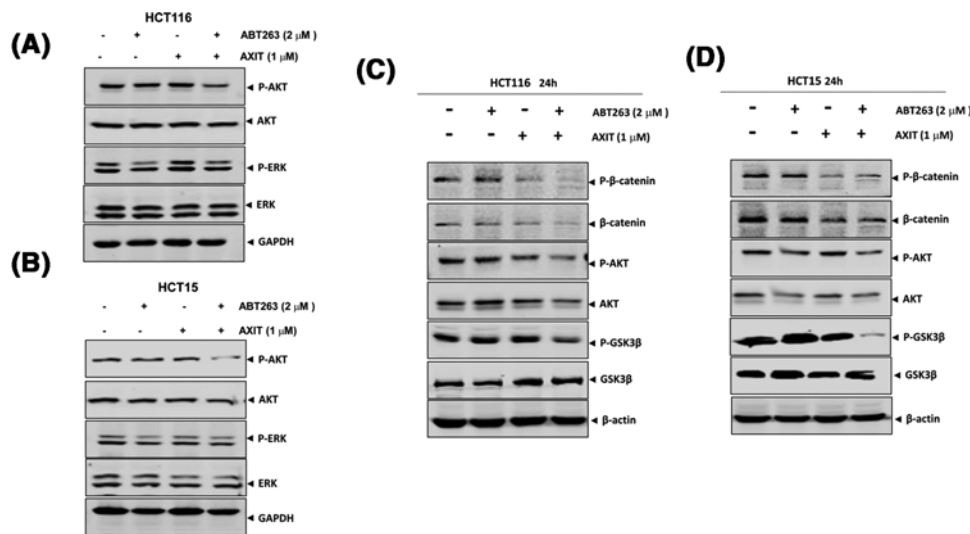 (A)
HCT116
- + - + ABT263 (2 μM )
- - + + AXIT (1 μM)
P-AKT
AKT
P-ERK
ERK
GAPDH
(B)
HCT15
- + - + ABT263 (2 μM )
- - + + AXIT (1 μM)
P-AKT
AKT
P-ERK
ERK
GAPDH
(C)
HCT116 24h
- + - + ABT263 (2 μM )
- - + + AXIT (1 μM)
P-β-catenin
β-catenin
P-AKT
AKT
P-GSK3β
GSK3β
β-actin
(D)
HCT15 24h
- + - + ABT263 (2 μM )
- - + + AXIT (1 μM)
P-β-catenin
β-catenin
P-AKT
AKT
P-GSK3β
GSK3β
β-actin